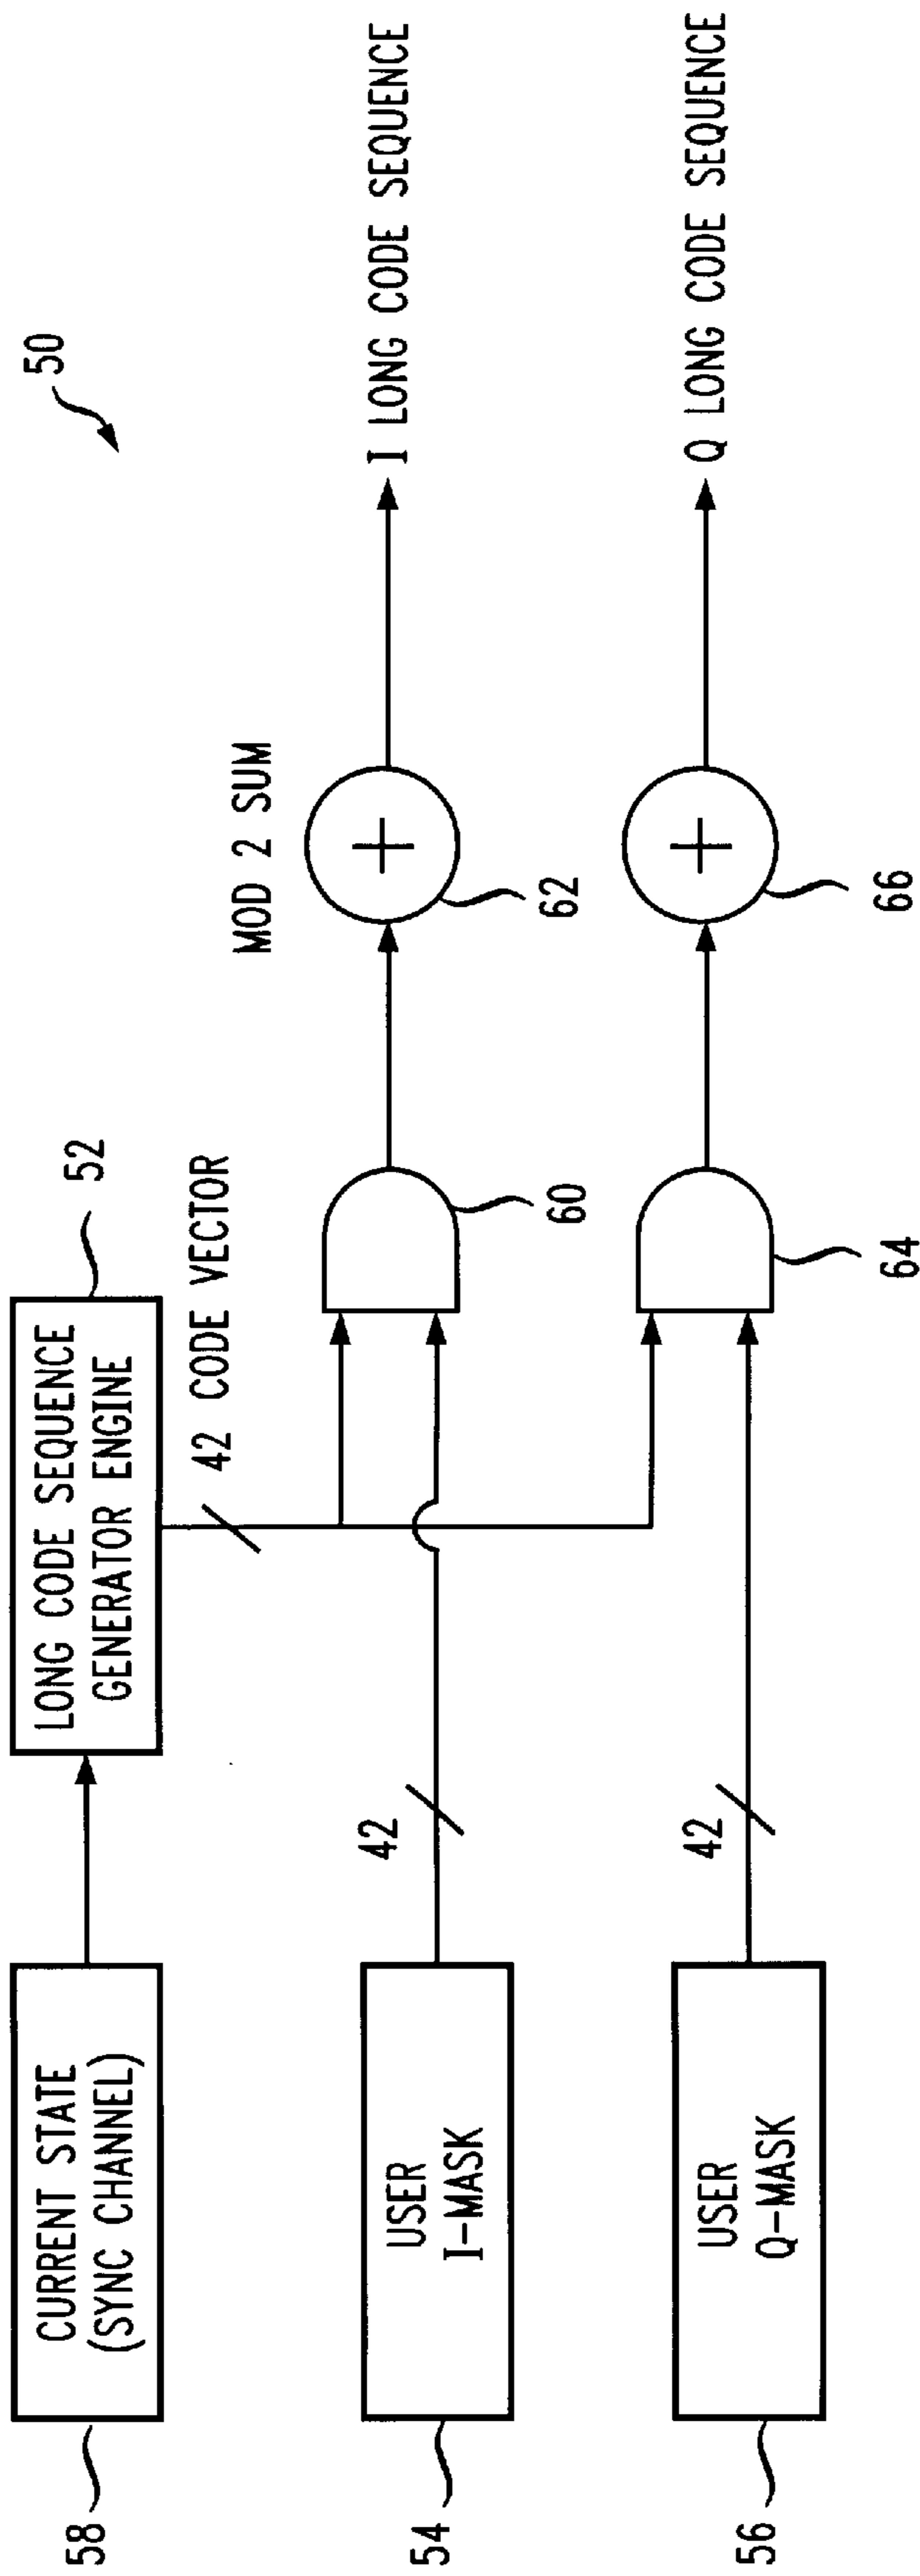 50
58
CURRENT STATE
(SYNC CHANNEL)
LONG CODE SEQUENCE
GENERATOR ENGINE
52
42 CODE VECTOR
MOD 2 SUM
54
USER
I-MASK
42
60
62
I LONG CODE SEQUENCE
56
USER
Q-MASK
42
64
66
Q LONG CODE SEQUENCE